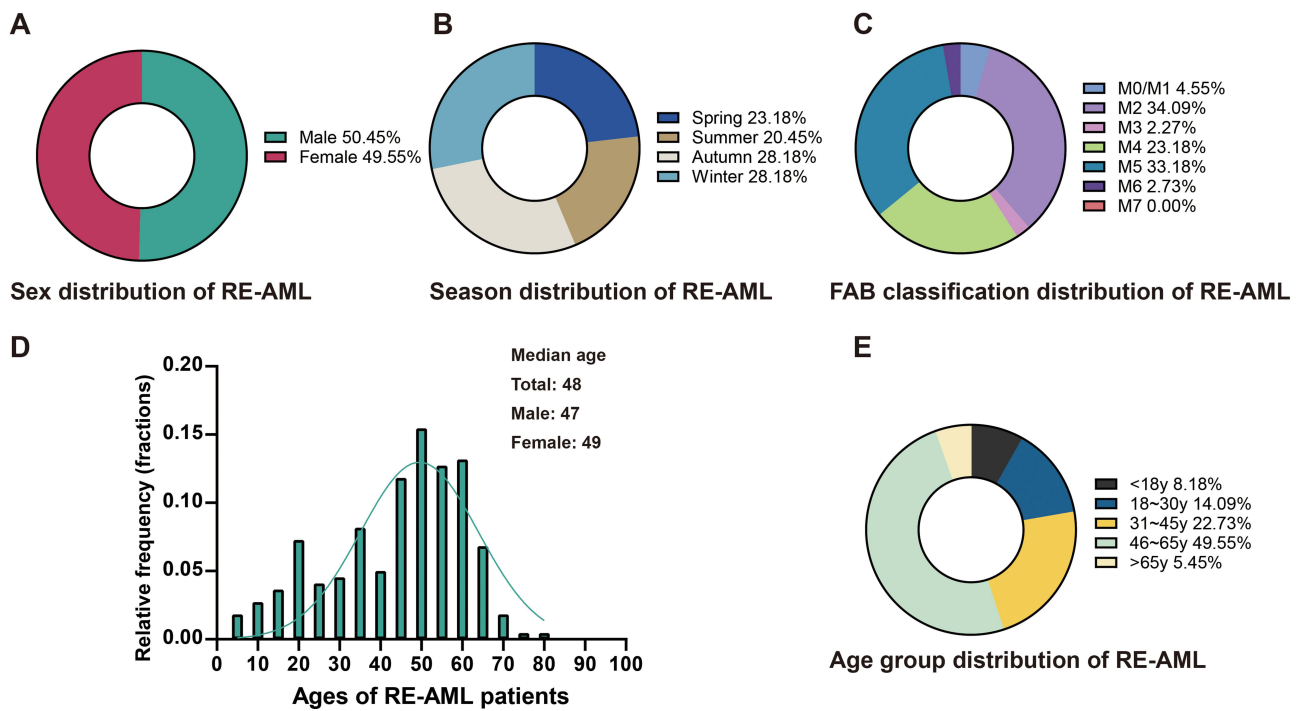 A
Male 50.45%
Female 49.55%
Sex distribution of RE-AML
B
Spring 23.18%
Summer 20.45%
Autumn 28.18%
Winter 28.18%
Season distribution of RE-AML
C
M0/M1 4.55%
M2 34.09%
M3 2.27%
M4 23.18%
M5 33.18%
M6 2.73%
M7 0.00%
FAB classification distribution of RE-AML
D
Relative frequency (fractions)
0.20
0.15
0.10
0.05
0.00
0 10 20 30 40 50 60 70 80 90 100
Ages of RE-AML patients
Median age
Total: 48
Male: 47
Female: 49
E
<18y 8.18%
18~30y 14.09%
31~45y 22.73%
46~65y 49.55%
>65y 5.45%
Age group distribution of RE-AML